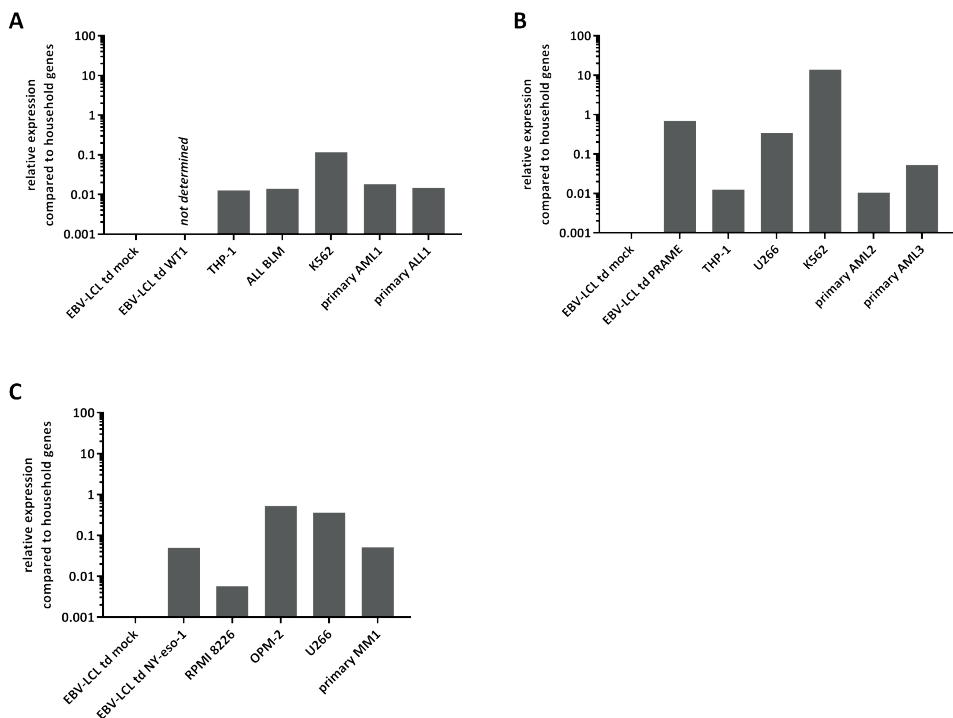 A
relative expression
compared to household genes
100
10
1
0.1
0.01
0.001
not determined
EBV-LCL td mock
EBV-LCL td WT1
THP-1
ALL BLM
K562
primary AML1
primary ALL1
B
relative expression
compared to household genes
100
10
1
0.1
0.01
0.001
EBV-LCL td mock
EBV-LCL td PRAME
THP-1
U266
K562
primary AML2
primary AML3
C
relative expression
compared to household genes
100
10
1
0.1
0.01
0.001
EBV-LCL td mock
EBV-LCL td NY-eso-1
RPMI 8226
OPM-2
U266
primary MM1